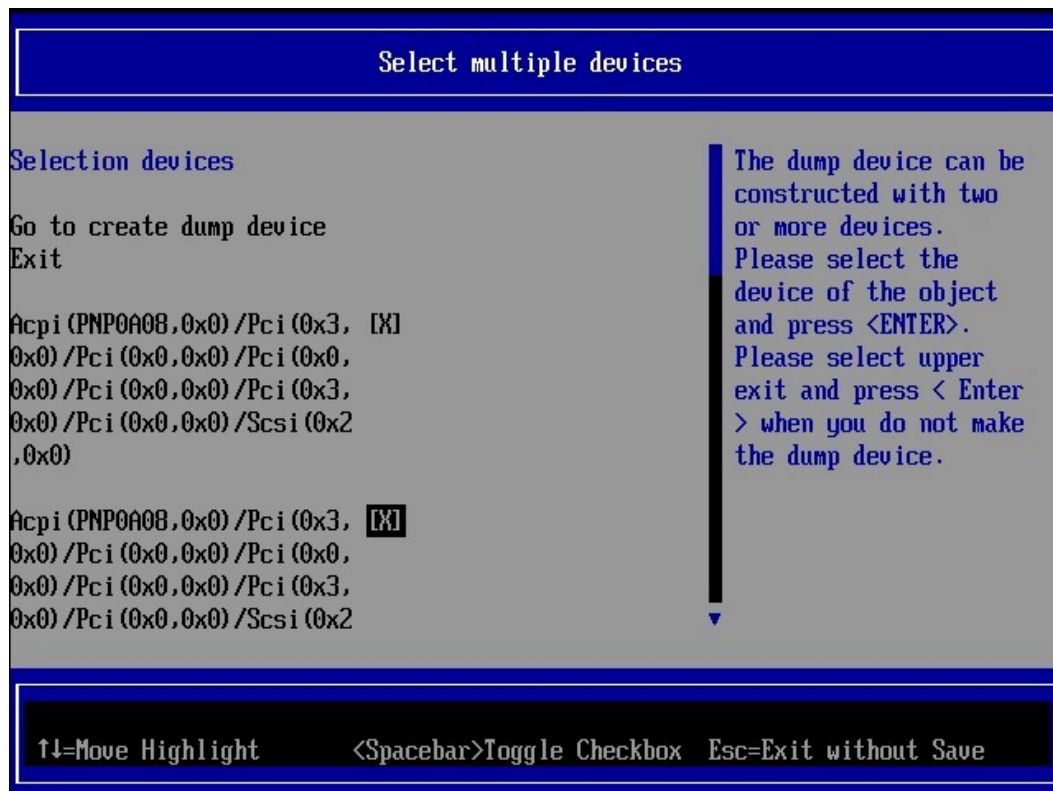 Select multiple devices
Selection devices
Go to create dump device
Exit
Acpi(PNP0A08,0x0)/Pci(0x3, [X]
0x0)/Pci(0x0,0x0)/Pci(0x0,
0x0)/Pci(0x0,0x0)/Pci(0x3,
0x0)/Pci(0x0,0x0)/Scsi(0x2
,0x0)
Acpi(PNP0A08,0x0)/Pci(0x3, [X]
0x0)/Pci(0x0,0x0)/Pci(0x0,
0x0)/Pci(0x0,0x0)/Pci(0x3,
0x0)/Pci(0x0,0x0)/Scsi(0x2
The dump device can be
constructed with two
or more devices.
Please select the
device of the object
and press <ENTER>.
Please select upper
exit and press < Enter
> when you do not make
the dump device.
↑↓=Move Highlight <Spacebar>Toggle Checkbox Esc=Exit without Save